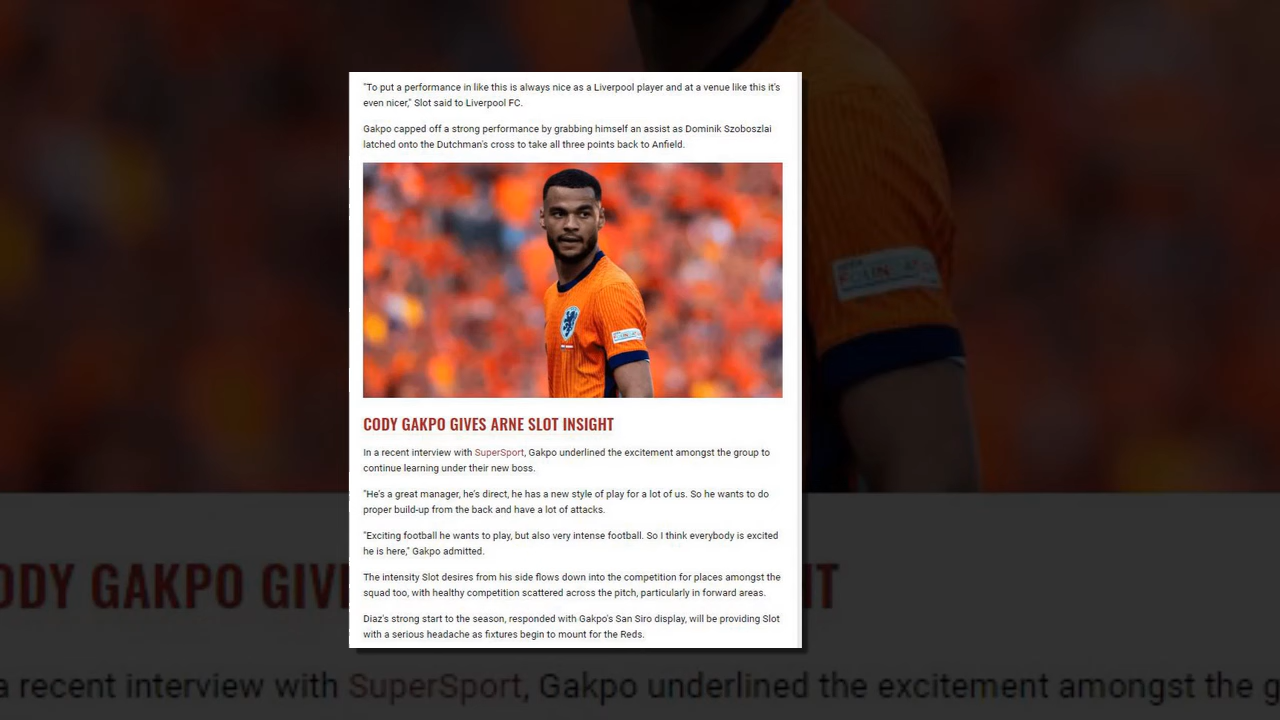 "To put a performance in like this is always nice as a Liverpool player and at a venue like this it's
even nicer," Slot said to Liverpool FC.
Gakpo capped off a strong performance by grabbing himself an assist as Dominik Szoboszlai
latched onto the Dutchman's cross to take all three points back to Anfield.
CODY GAKPO GIVES ARNE SLOT INSIGHT
In a recent interview with SuperSport, Gakpo underlined the excitement amongst the group to
continue learning under their new boss.
"He's a great manager, he's direct, he has a new style of play for a lot of us. So he wants to do
proper build-up from the back and have a lot of attacks.
"Exciting football he wants to play, but also very intense football. So I think everybody is excited
he is here," Gakpo admitted.
The intensity Slot desires from his side flows down into the competition for places amongst the
squad too, with healthy competition scattered across the pitch, particularly in forward areas.
Diaz's strong start to the season, responded with Gakpo's San Siro display, will be providing Slot
with a serious headache as fixtures begin to mount for the Reds.
ODY GAKPO GIV
HT
a recent interview with SuperSport, Gakpo underlined the excitement amongst the g